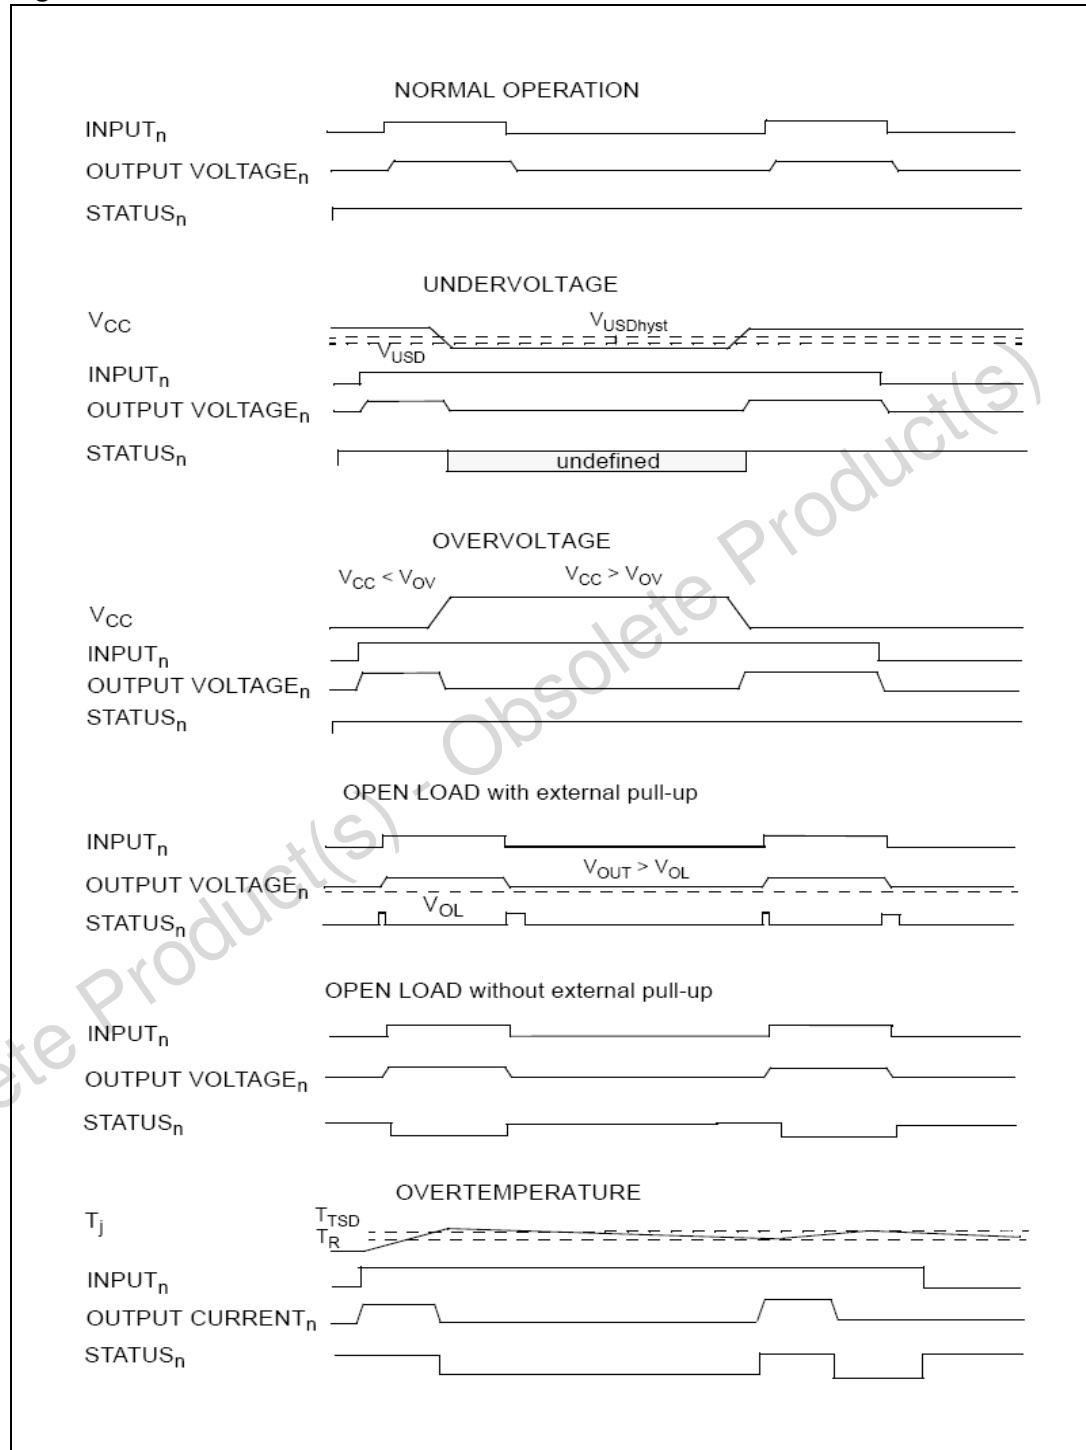 NORMAL OPERATION
INPUTn
OUTPUT VOLTAGEn
STATUSn
UNDERVOLTAGE
VCC
VUSDhyst
VUSD
INPUTn
OUTPUT VOLTAGEn
STATUSn
undefined
OVERVOLTAGE
VCC < VOV
VCC > VOV
VCC
INPUTn
OUTPUT VOLTAGEn
STATUSn
OPEN LOAD with external pull-up
INPUTn
VOUT > VOL
OUTPUT VOLTAGEn
VOL
STATUSn
OPEN LOAD without external pull-up
INPUTn
OUTPUT VOLTAGEn
STATUSn
OVERTEMPERATURE
Tj
TTSD
TR
INPUTn
OUTPUT CURRENTn
STATUSn
ete Product(s) - Obsolete Product(s)